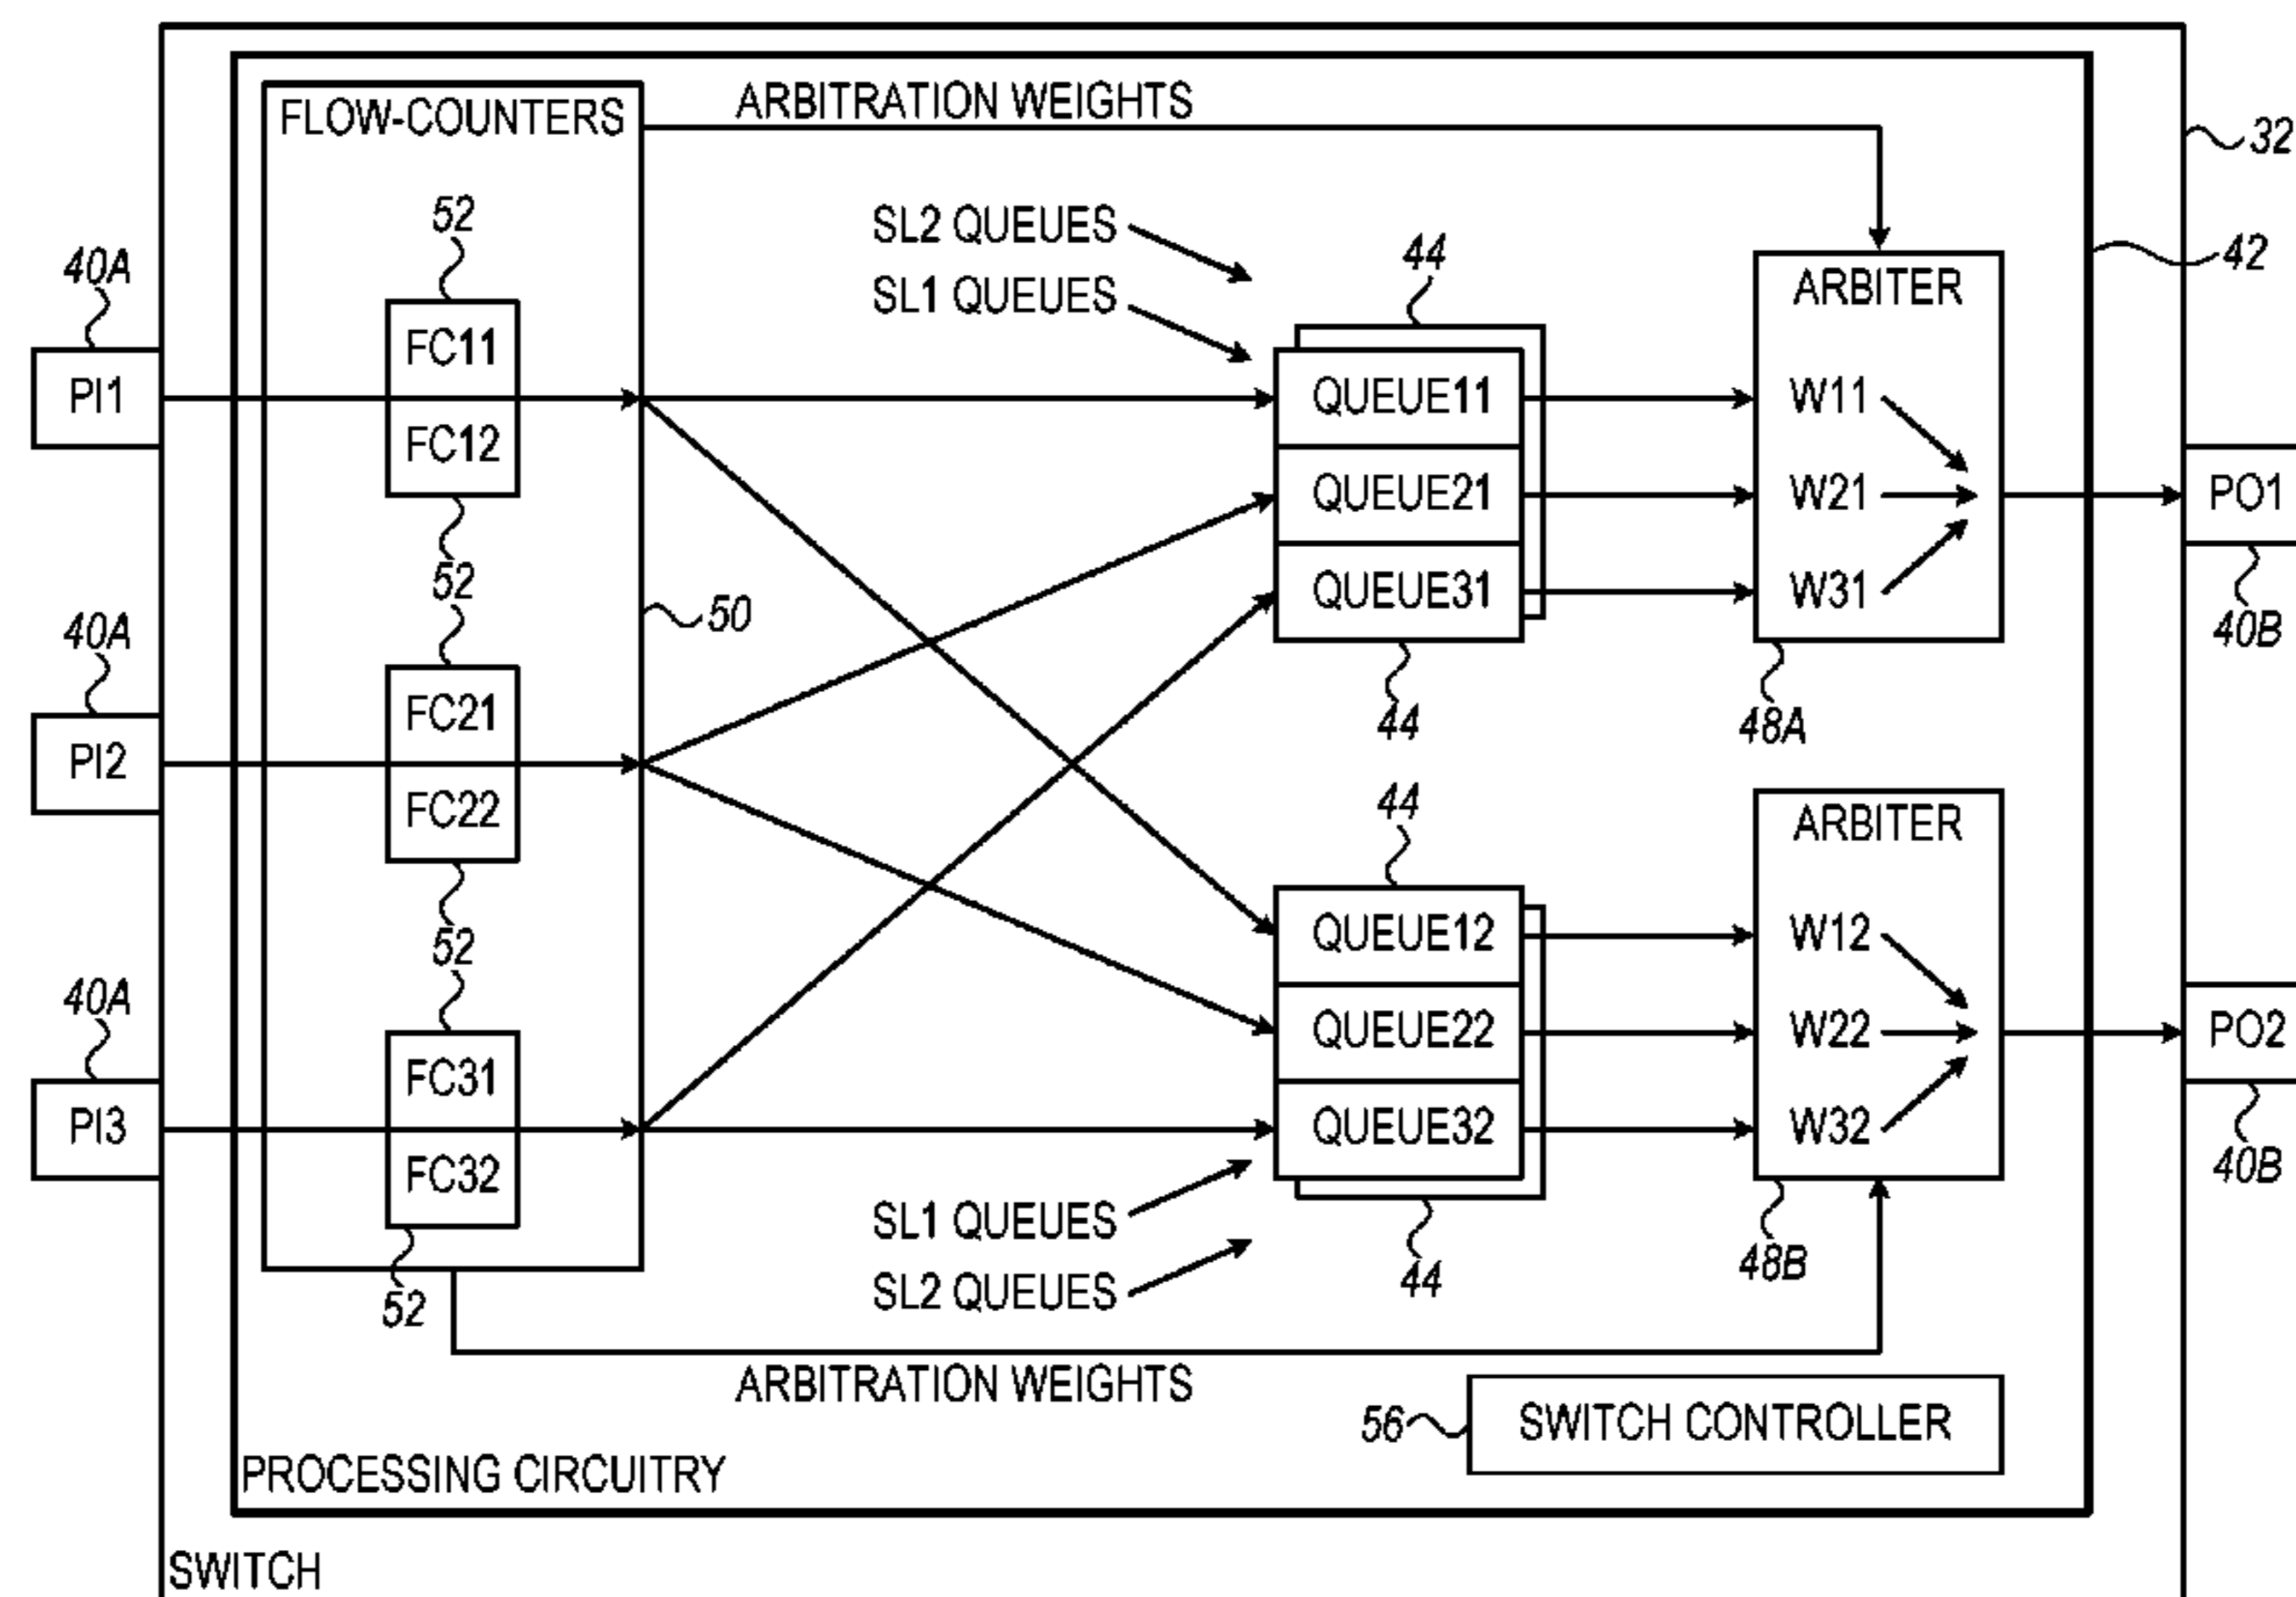 FLOW-COUNTERS
ARBITRATION WEIGHTS
32
52
SL2 QUEUES
44
42
40A
SL1 QUEUES
ARBITER
FC11
PI1
QUEUE11
W11
FC12
QUEUE21
W21
PO1
52
QUEUE31
W31
50
40A
40B
FC21
44
48A
PI2
FC22
44
ARBITER
52
QUEUE12
W12
40A
QUEUE22
W22
PO2
FC31
PI3
QUEUE32
W32
FC32
40B
SL1 QUEUES
48B
44
SL2 QUEUES
52
ARBITRATION WEIGHTS
56
SWITCH CONTROLLER
PROCESSING CIRCUITRY
SWITCH